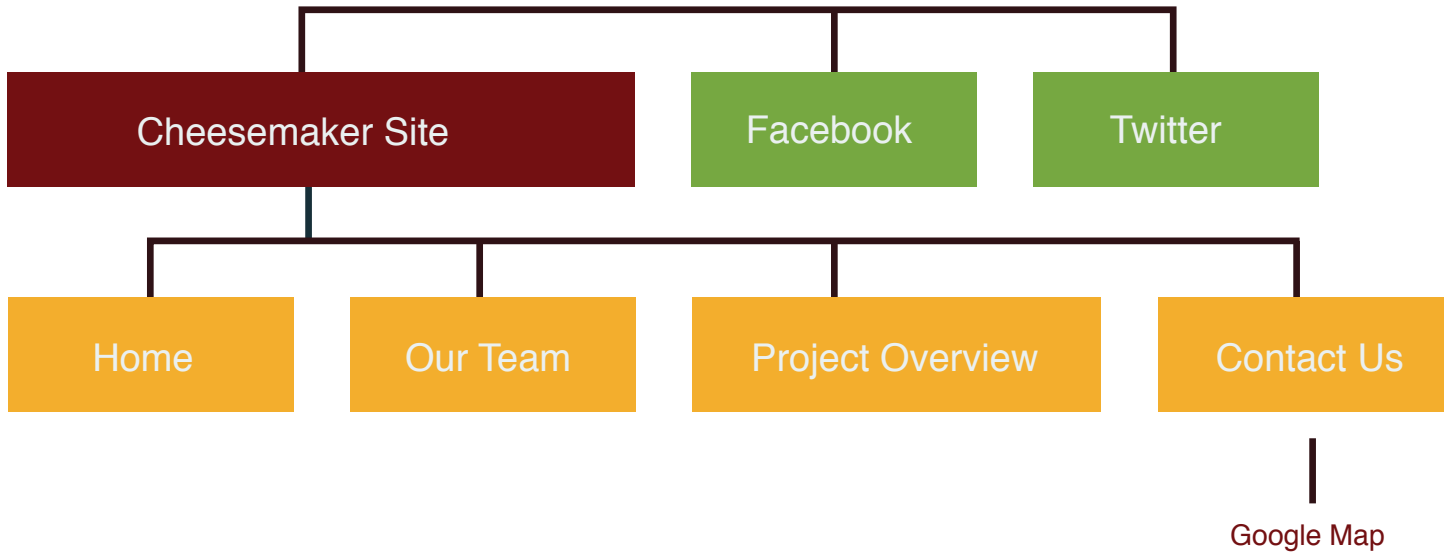 Cheesemaker Site
Facebook
Twitter
Home
Our Team
Project Overview
Contact Us
Google Map